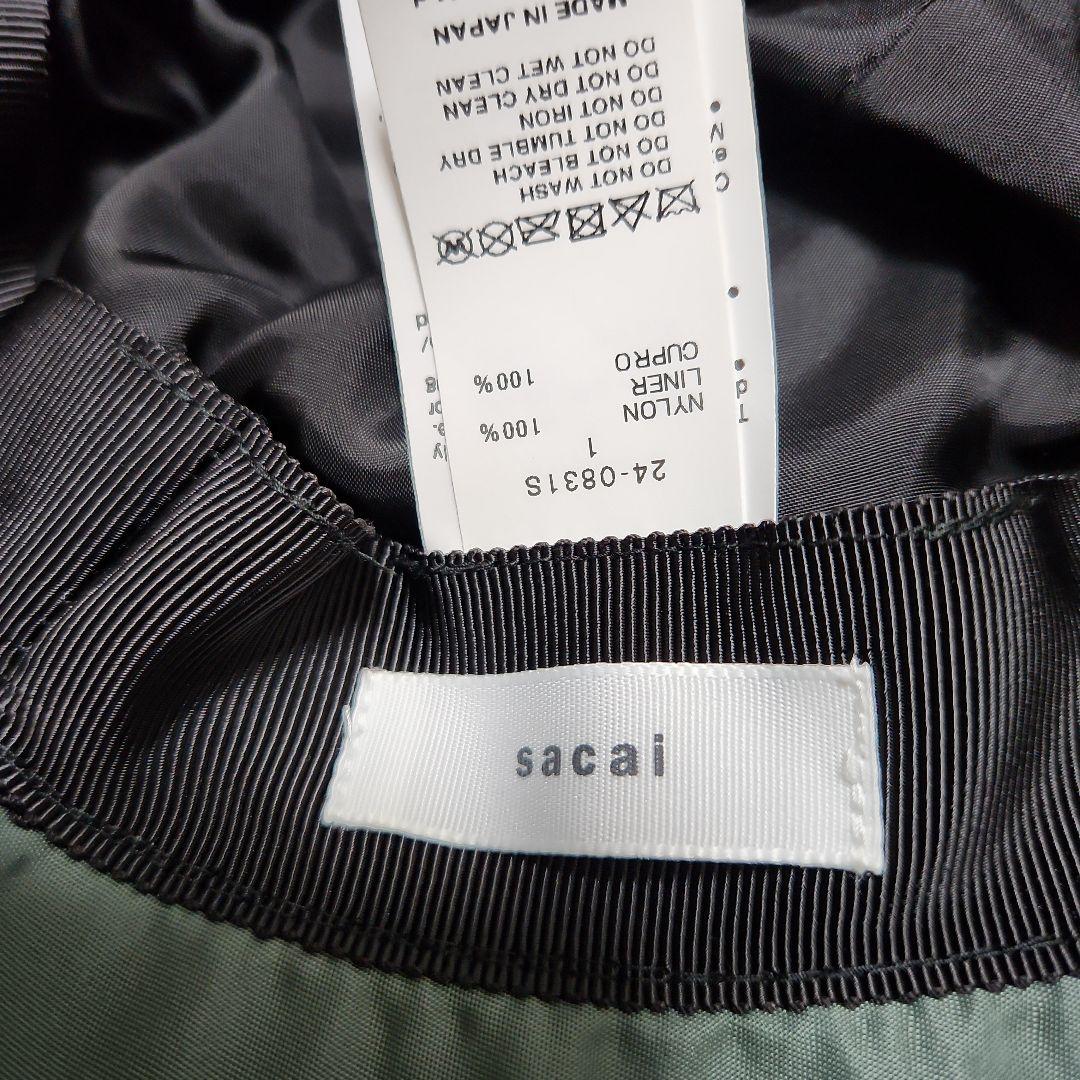 sacai
24-0831S
1
NYLON 100%
LINER
CUPRO 100%
DO NOT WASH
DO NOT BLEACH
DO NOT TUMBLE DRY
DO NOT IRON
DO NOT DRY CLEAN
DO NOT WET CLEAN
MADE IN JAPAN